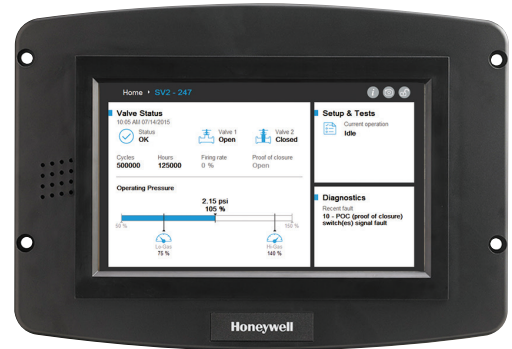 Home › SV2 - 247
Valve Status
10:05 AM 07/14/2015
Status
OK
Valve 1
Open
Valve 2
Closed
Cycles
500000
Hours
125000
Firing rate
0 %
Proof of closure
Open
Operating Pressure
2.15 psi
105 %
50 %
150 %
Lo-Gas
75 %
Hi-Gas
140 %
Setup & Tests
Current operation
Idle
Diagnostics
Recent fault
10 - POC (proof of closure)
switch(es) signal fault
Honeywell